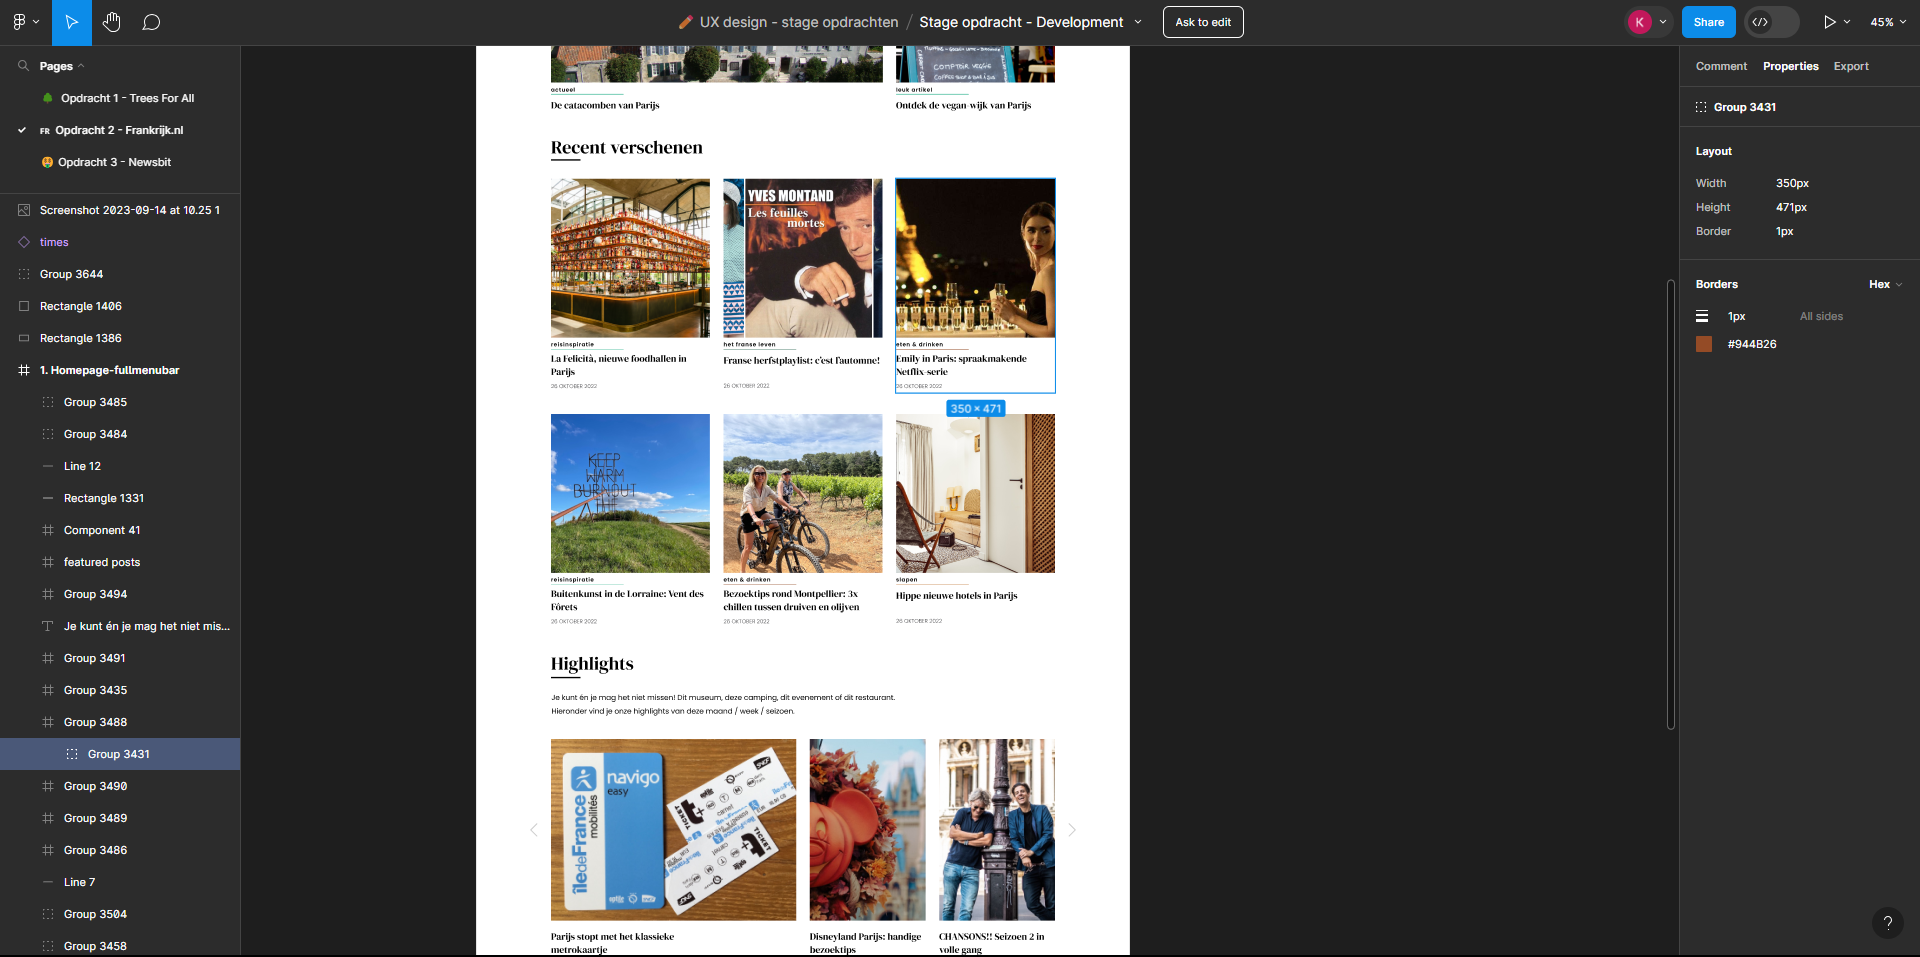 UX design - stage opdrachten / Stage opdracht - Development
Ask to edit
K
Share
45%
Pages
Opdracht 1 - Trees For All
FR Opdracht 2 - Frankrijk.nl
Opdracht 3 - Newsbit
Screenshot 2023-09-14 at 10.25 1
times
Group 3644
Rectangle 1406
Rectangle 1386
1. Homepage-fullmenubar
Group 3485
Group 3484
Line 12
Rectangle 1331
Component 41
featured posts
Group 3494
Je kunt én je mag het niet mis...
Group 3491
Group 3435
Group 3488
Group 3431
Group 3490
Group 3489
Group 3486
Line 7
Group 3504
Group 3458
COMPTOIR VEGGIE
actueel
De catacomben van Parijs
leuk artikel
Ontdek de vegan-wijk van Parijs
Recent verschenen
YVES MONTAND
Les feuilles
mortes
reisinspiratie
La Felicità, nieuwe foodhallen in
Parijs
26 OKTOBER 2022
het franse leven
Franse herfstplaylist: c'est l'automne!
26 OKTOBER 2022
eten & drinken
Emily in Paris: spraakmakende
Netflix-serie
26 OKTOBER 2022
350 × 471
KEEP
WARM
BURNOUT
THE
reisinspiratie
Buitenkunst in de Lorraine: Vent des
Fôrets
26 OKTOBER 2022
eten & drinken
Bezoektips rond Montpellier: 3x
chillen tussen druiven en olijven
26 OKTOBER 2022
slapen
Hippe nieuwe hotels in Parijs
26 OKTOBER 2022
Highlights
Je kunt én je mag het niet missen! Dit museum, deze camping, dit evenement of dit restaurant.
Hieronder vind je onze highlights van deze maand / week / seizoen.
îledeFrance
mobilités
navigo
easy
TICKET
carnet
SNCF
TICKET
carnet
Parijs stopt met het klassieke
metrokaartje
Disneyland Parijs: handige
bezoektips
CHANSONS!! Seizoen 2 in
volle gang
Comment
Properties
Export
Group 3431
Layout
Width 350px
Height 471px
Border 1px
Borders
Hex
1px All sides
#944B26
?